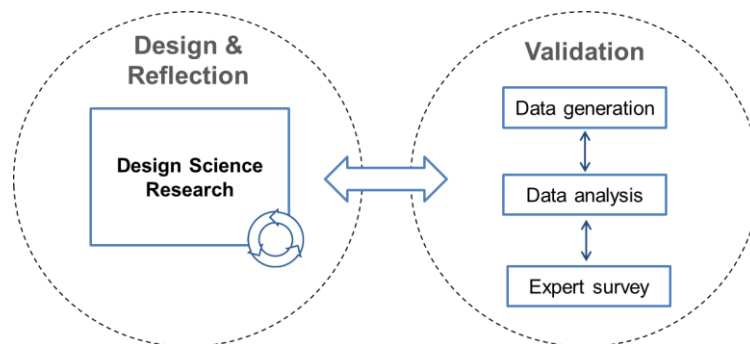 Design &
Reflection
Design Science
Research
Validation
Data generation
Data analysis
Expert survey